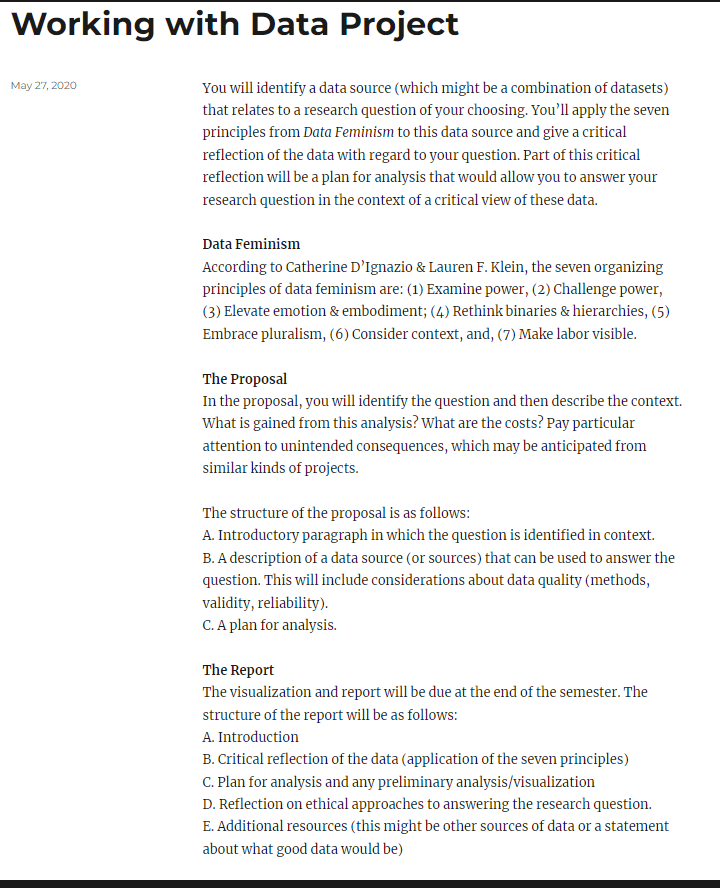 Working with Data Project
May 27, 2020
You will identify a data source (which might be a combination of datasets)
that relates to a research question of your choosing. You’ll apply the seven
principles from Data Feminism to this data source and give a critical
reflection of the data with regard to your question. Part of this critical
reflection will be a plan for analysis that would allow you to answer your
research question in the context of a critical view of these data.
Data Feminism
According to Catherine D’Ignazio & Lauren F. Klein, the seven organizing
principles of data feminism are: (1) Examine power, (2) Challenge power,
(3) Elevate emotion & embodiment; (4) Rethink binaries & hierarchies, (5)
Embrace pluralism, (6) Consider context, and, (7) Make labor visible.
The Proposal
In the proposal, you will identify the question and then describe the context.
What is gained from this analysis? What are the costs? Pay particular
attention to unintended consequences, which may be anticipated from
similar kinds of projects.
The structure of the proposal is as follows:
A. Introductory paragraph in which the question is identified in context.
B. A description of a data source (or sources) that can be used to answer the
question. This will include considerations about data quality (methods,
validity, reliability).
C. A plan for analysis.
The Report
The visualization and report will be due at the end of the semester. The
structure of the report will be as follows:
A. Introduction
B. Critical reflection of the data (application of the seven principles)
C. Plan for analysis and any preliminary analysis/visualization
D. Reflection on ethical approaches to answering the research question.
E. Additional resources (this might be other sources of data or a statement
about what good data would be)